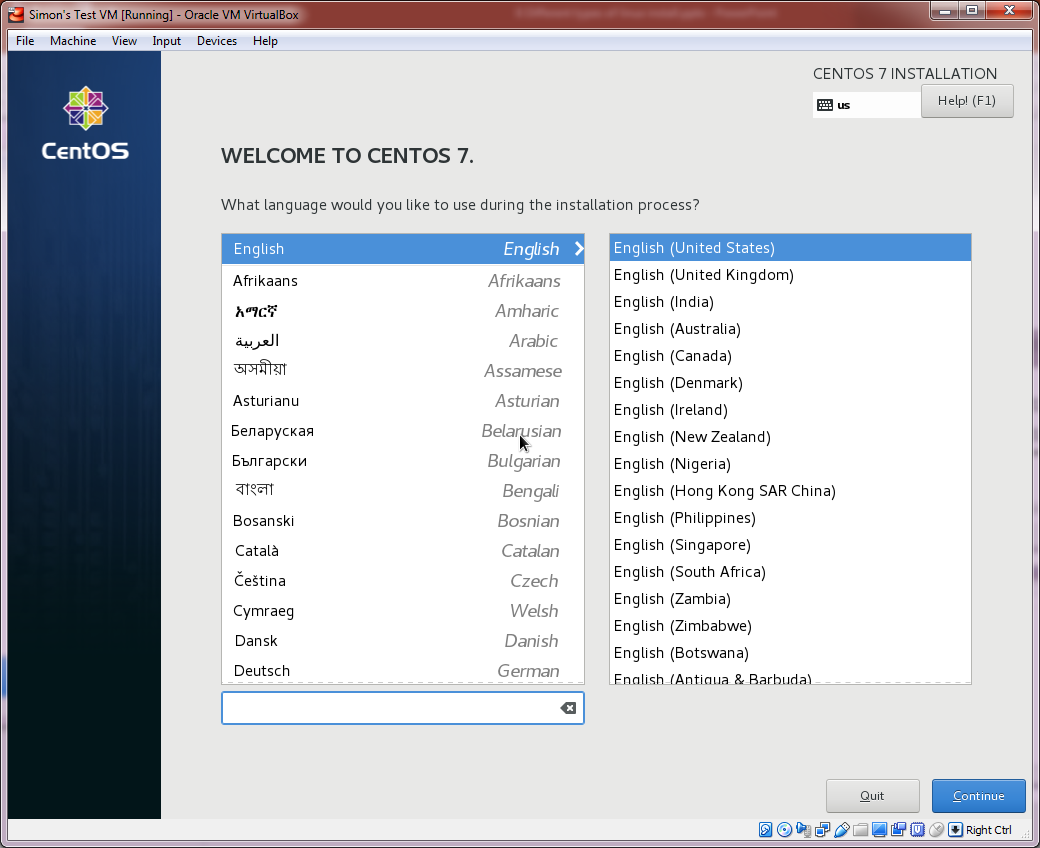 Simon's Test VM [Running] - Oracle VM VirtualBox
File Machine View Input Devices Help
CentOS
CENTOS 7 INSTALLATION
us
Help! (F1)
WELCOME TO CENTOS 7.
What language would you like to use during the installation process?
English English
Afrikaans Afrikaans
አማርኛ Amharic
العربية Arabic
অসমীয়া Assamese
Asturianu Asturian
Беларуская Belarusian
Български Bulgarian
বাংলা Bengali
Bosanski Bosnian
Català Catalan
Čeština Czech
Cymraeg Welsh
Dansk Danish
Deutsch German
English (United States)
English (United Kingdom)
English (India)
English (Australia)
English (Canada)
English (Denmark)
English (Ireland)
English (New Zealand)
English (Nigeria)
English (Hong Kong SAR China)
English (Philippines)
English (Singapore)
English (South Africa)
English (Zambia)
English (Zimbabwe)
English (Botswana)
English (Antigua & Barbuda)
Quit
Continue
Right Ctrl